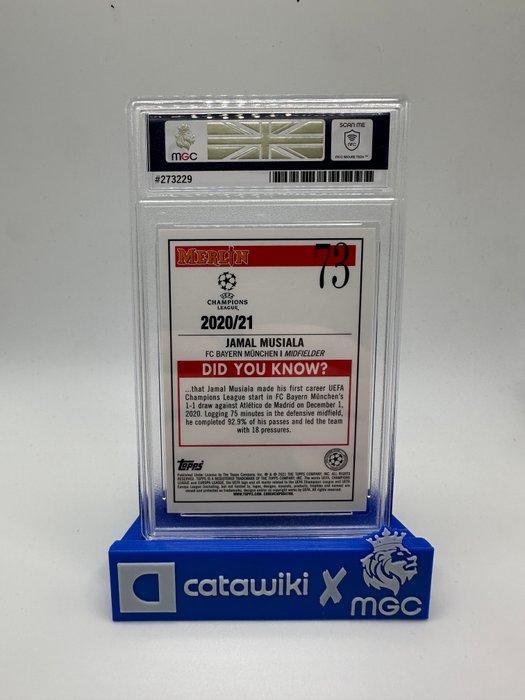 MGC
SCAN ME
NFC
#273229
MERLIN
73
UEFA
CHAMPIONS
LEAGUE
2020/21
JAMAL MUSIALA
FC BAYERN MÜNCHEN I MIDFIELDER
DID YOU KNOW?
...that Jamal Musiala made his first career UEFA
Champions League start in FC Bayern München's
1-1 draw against Atlético de Madrid on December 1,
2020. Logging 75 minutes in the defensive midfield,
he completed 92.9% of his passes and led the team
with 18 pressures.
TOPPS
catawiki X MGC